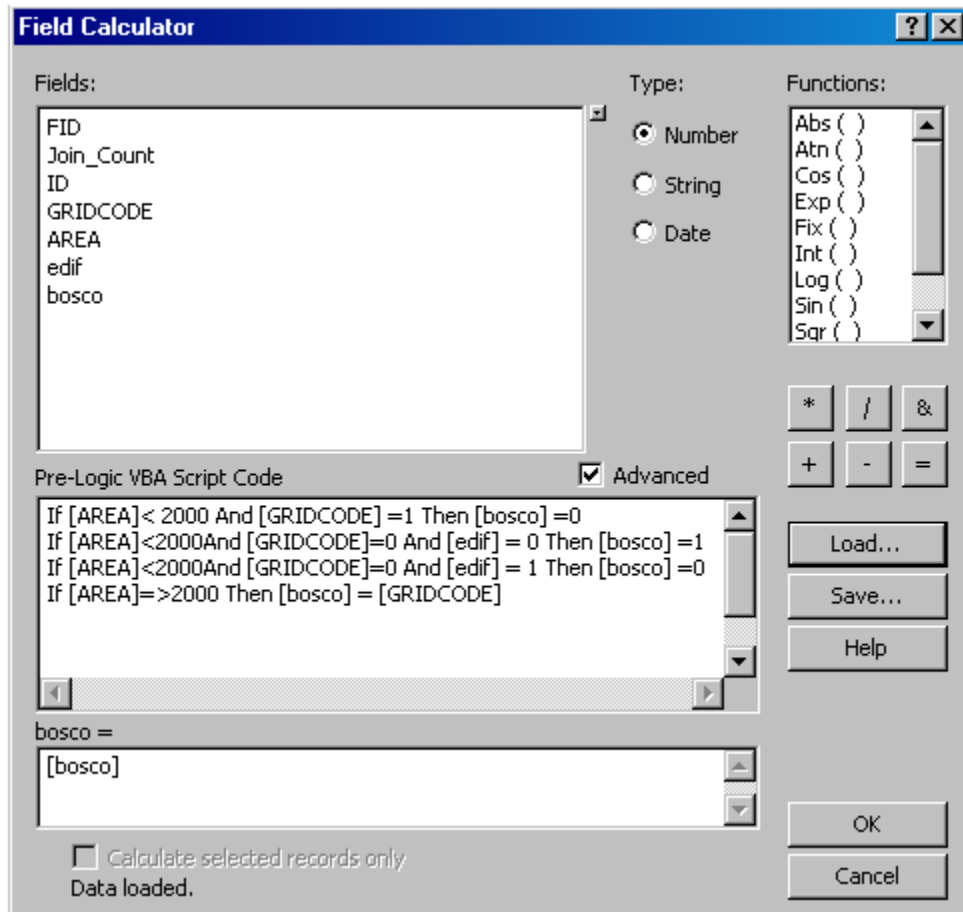 Field Calculator
Fields:
FID
Join_Count
ID
GRIDCODE
AREA
edif
bosco
Type:
Number
String
Date
Functions:
Abs ( )
Atn ( )
Cos ( )
Exp ( )
Fix ( )
Int ( )
Log ( )
Sin ( )
Sqr ( )
* / &
+ - =
Pre-Logic VBA Script Code
Advanced
If [AREA]< 2000 And [GRIDCODE] =1 Then [bosco] =0
If [AREA]<2000And [GRIDCODE]=0 And [edif] = 0 Then [bosco] =1
If [AREA]<2000And [GRIDCODE]=0 And [edif] = 1 Then [bosco] =0
If [AREA]=>2000 Then [bosco] = [GRIDCODE]
Load...
Save...
Help
bosco =
[bosco]
Calculate selected records only
Data loaded.
OK
Cancel